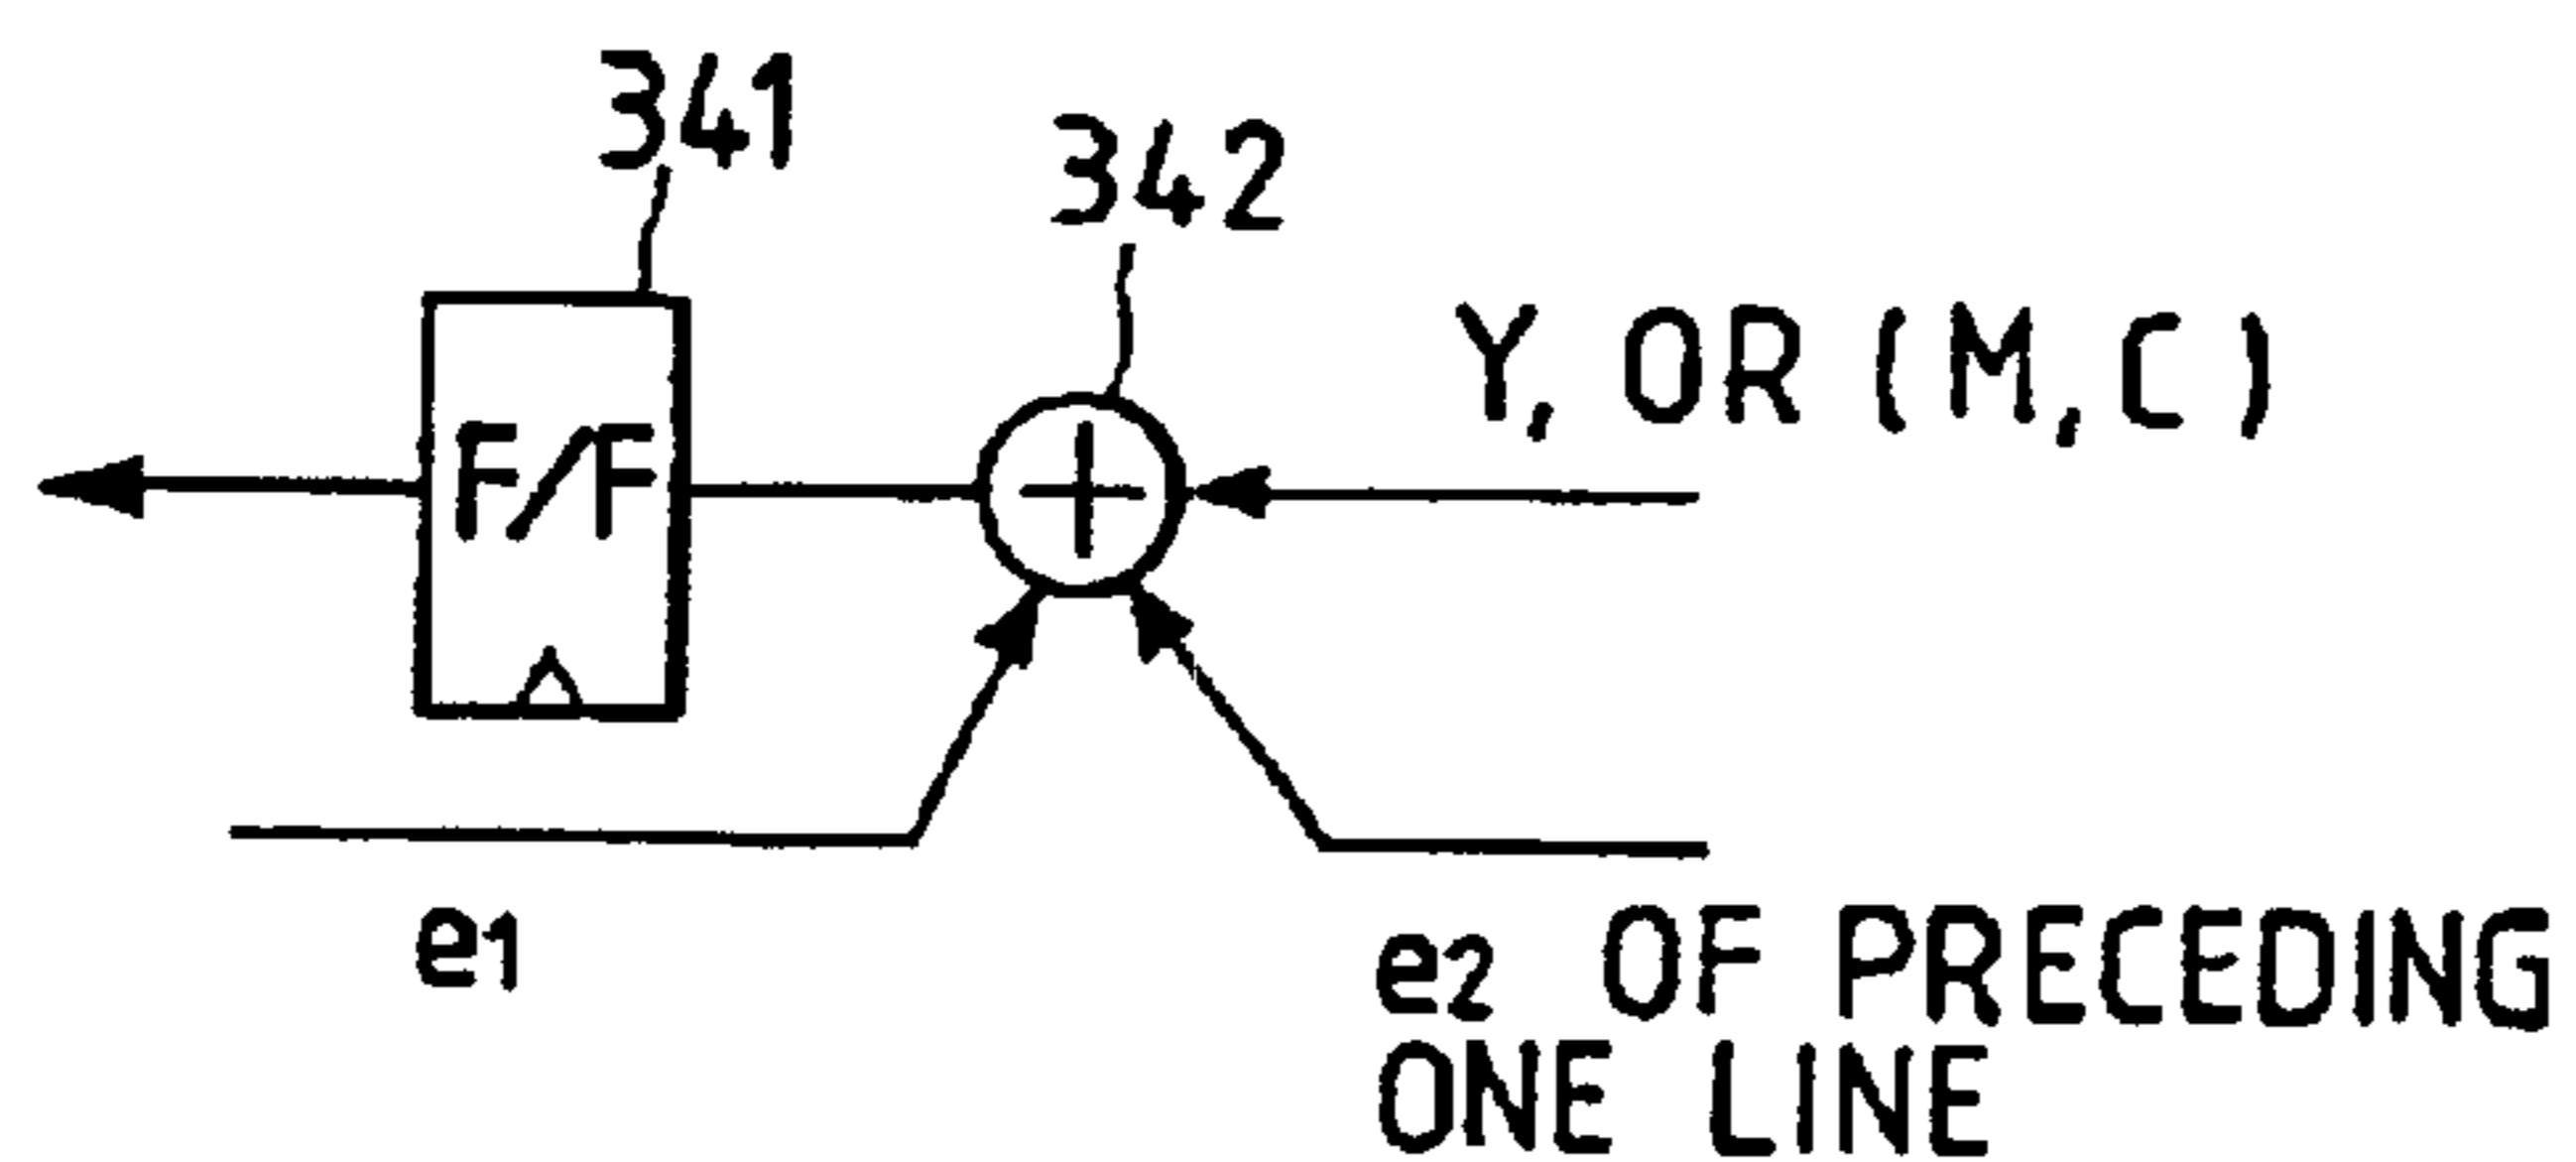 341
342
Y, OR (M, C)
F/F
e1
e2 OF PRECEDING
ONE LINE